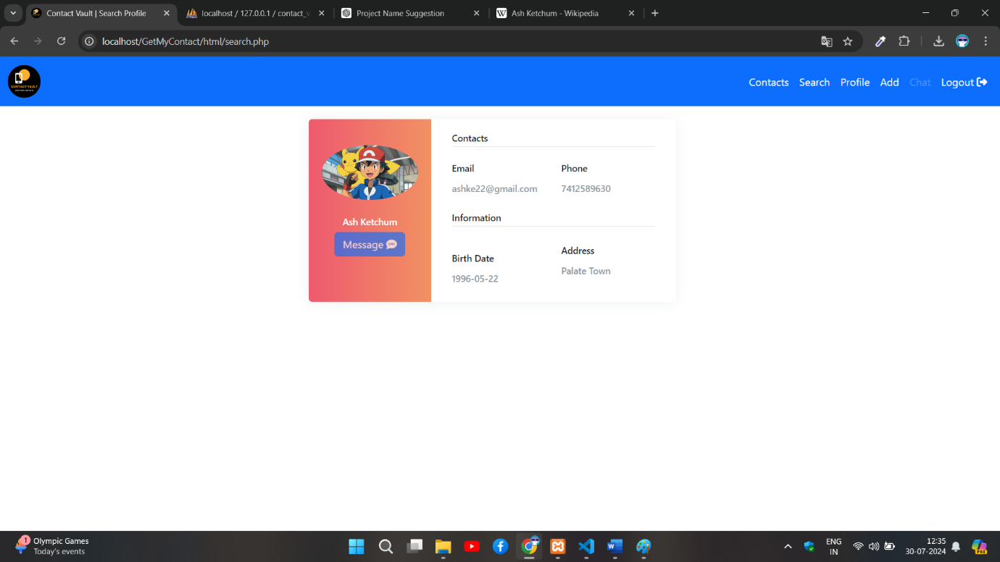 Contact Vault | Search Profile
localhost / 127.0.0.1 / contact_v
Project Name Suggestion
Ash Ketchum - Wikipedia
localhost/GetMyContact/html/search.php
CONTACT VAULT
Contacts Search Profile Add Chat Logout
Contacts
Email Phone
ashke22@gmail.com 7412589630
Ash Ketchum
Message
SMS
Information
Birth Date Address
1996-05-22 Palate Town
1
Olympic Games
Today's events
ENG
IN
12:35
30-07-2024
PRE